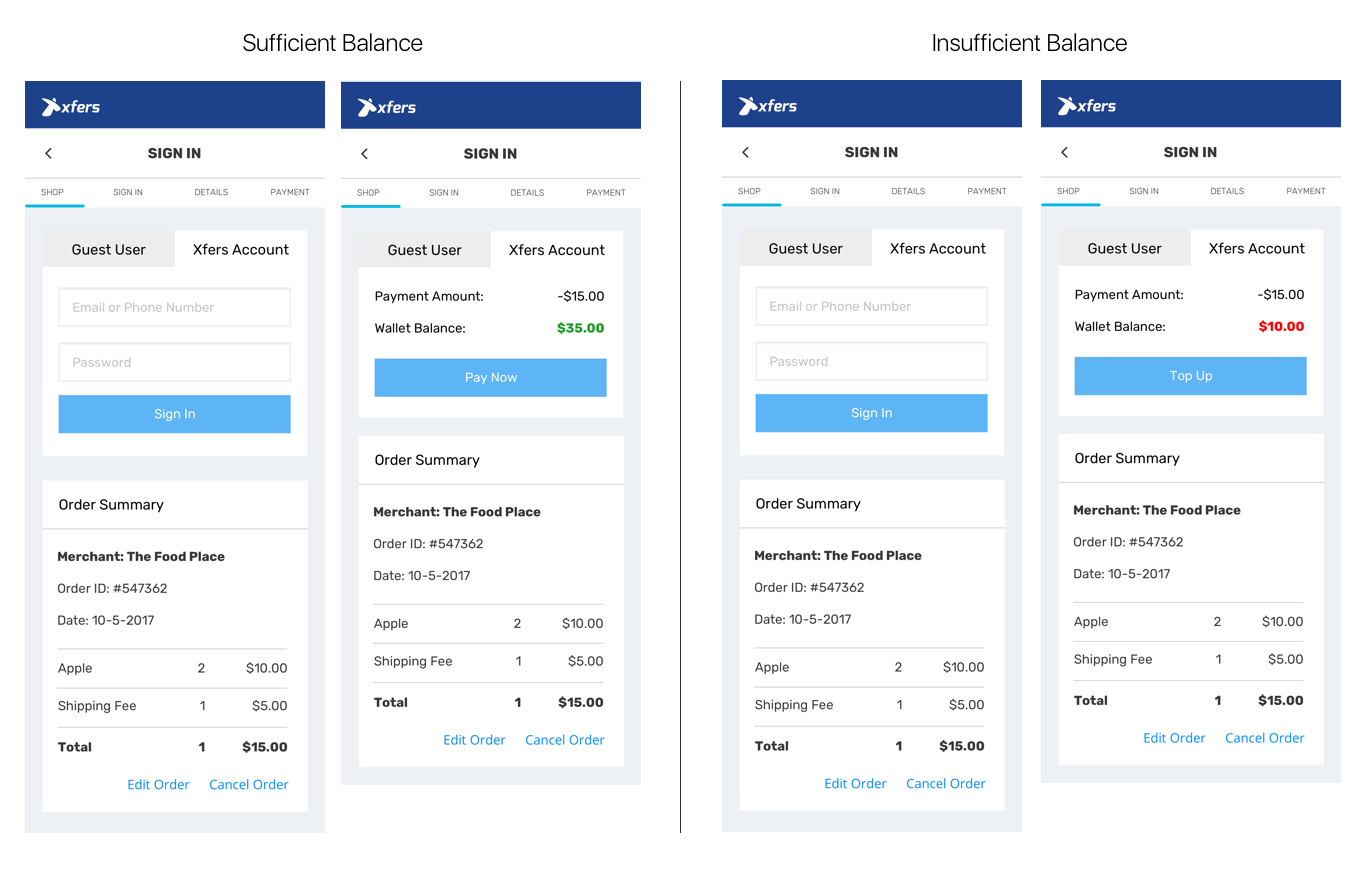 Sufficient Balance
xfers
SIGN IN
SHOP SIGN IN DETAILS PAYMENT
Guest User Xfers Account
Email or Phone Number
Password
Sign In
Order Summary
Merchant: The Food Place
Order ID: #547362
Date: 10-5-2017
Apple 2 $10.00
Shipping Fee 1 $5.00
Total 1 $15.00
Edit Order Cancel Order
xfers
SIGN IN
SHOP SIGN IN DETAILS PAYMENT
Guest User Xfers Account
Payment Amount: -$15.00
Wallet Balance: $35.00
Pay Now
Order Summary
Merchant: The Food Place
Order ID: #547362
Date: 10-5-2017
Apple 2 $10.00
Shipping Fee 1 $5.00
Total 1 $15.00
Edit Order Cancel Order
Insufficient Balance
xfers
SIGN IN
SHOP SIGN IN DETAILS PAYMENT
Guest User Xfers Account
Email or Phone Number
Password
Sign In
Order Summary
Merchant: The Food Place
Order ID: #547362
Date: 10-5-2017
Apple 2 $10.00
Shipping Fee 1 $5.00
Total 1 $15.00
Edit Order Cancel Order
xfers
SIGN IN
SHOP SIGN IN DETAILS PAYMENT
Guest User Xfers Account
Payment Amount: -$15.00
Wallet Balance: $10.00
Top Up
Order Summary
Merchant: The Food Place
Order ID: #547362
Date: 10-5-2017
Apple 2 $10.00
Shipping Fee 1 $5.00
Total 1 $15.00
Edit Order Cancel Order